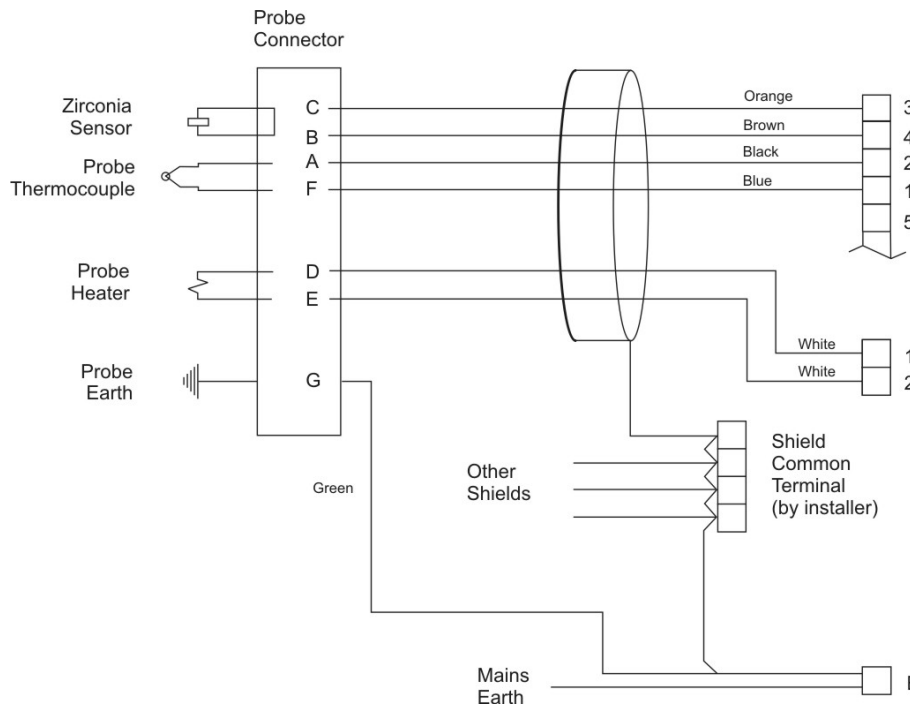 Probe
Connector
Zirconia
Sensor
C
Orange
3
B
Brown
4
Probe
Thermocouple
A
Black
2
F
Blue
1
5
Probe
Heater
D
E
White
1
White
2
Probe
Earth
G
Green
Other
Shields
Shield
Common
Terminal
(by installer)
Mains
Earth